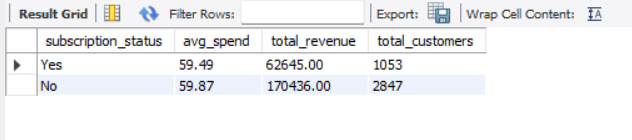 Result Grid Filter Rows: Export: Wrap Cell Content: IA
subscription_status avg_spend total_revenue total_customers
Yes 59.49 62645.00 1053
No 59.87 170436.00 2847